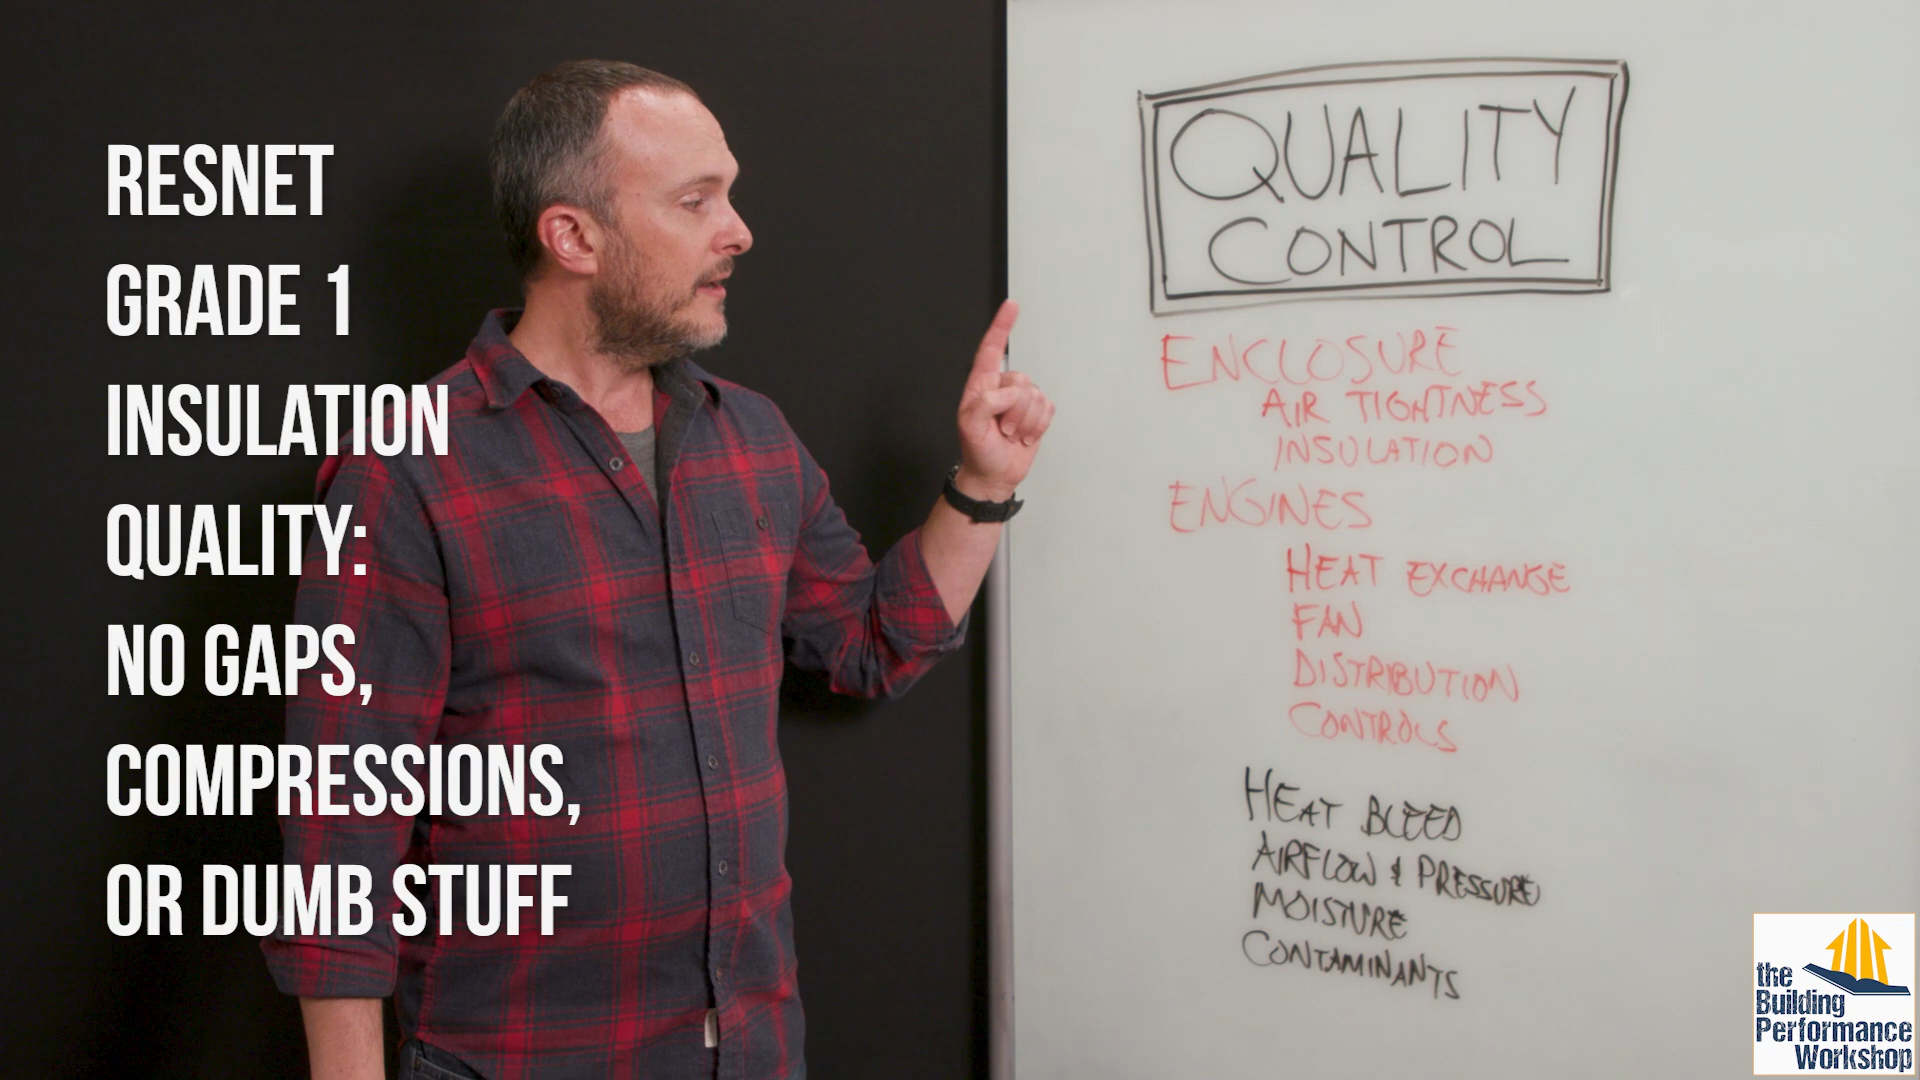 RESNET
GRADE 1
INSULATION
QUALITY:
NO GAPS,
COMPRESSIONS,
OR DUMB STUFF
QUALITY
CONTROL
ENCLOSURE
AIR TIGHTNESS
INSULATION
ENGINES
HEAT EXCHANGE
FAN
DISTRIBUTION
CONTROLS
HEAT BLEED
AIRFLOW & PRESSURE
MOISTURE
CONTAMINANTS
the
Building
Performance
Workshop